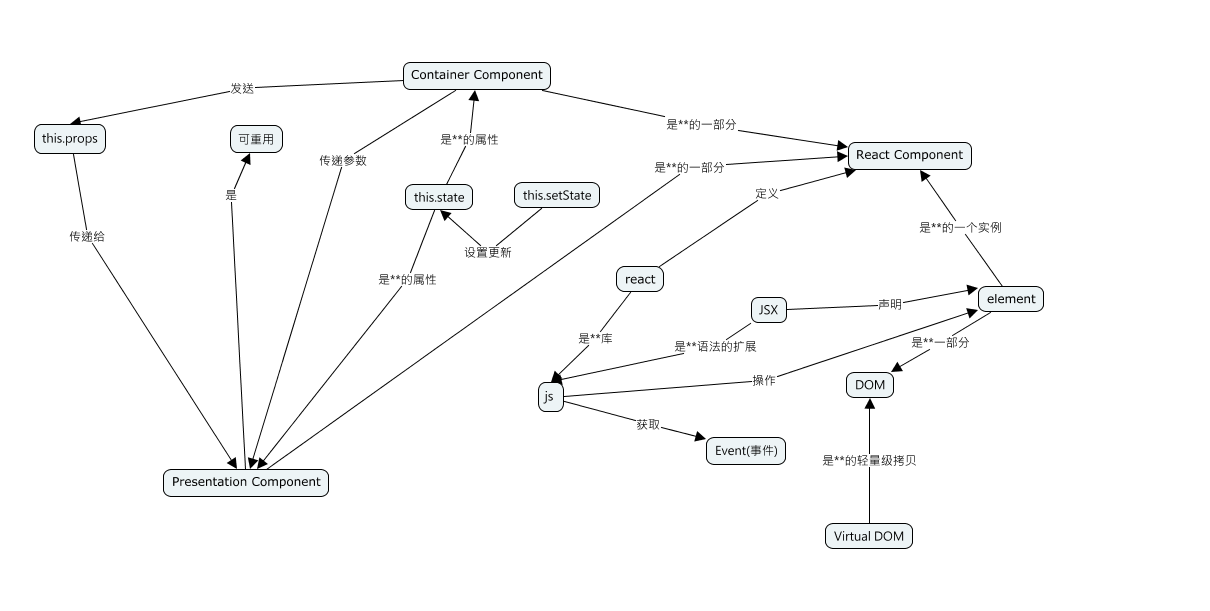 Container Component
发送
是**的一部分
this.props
可重用
是**的属性
React Component
传递参数
是**的一部分
是
this.state
this.setState
定义
是**的一个实例
传递给
设置更新
是**的属性
react
element
JSX
声明
是**库
是**语法的扩展
是**一部分
操作
DOM
js
获取
Event(事件)
是**的轻量级拷贝
Presentation Component
Virtual DOM